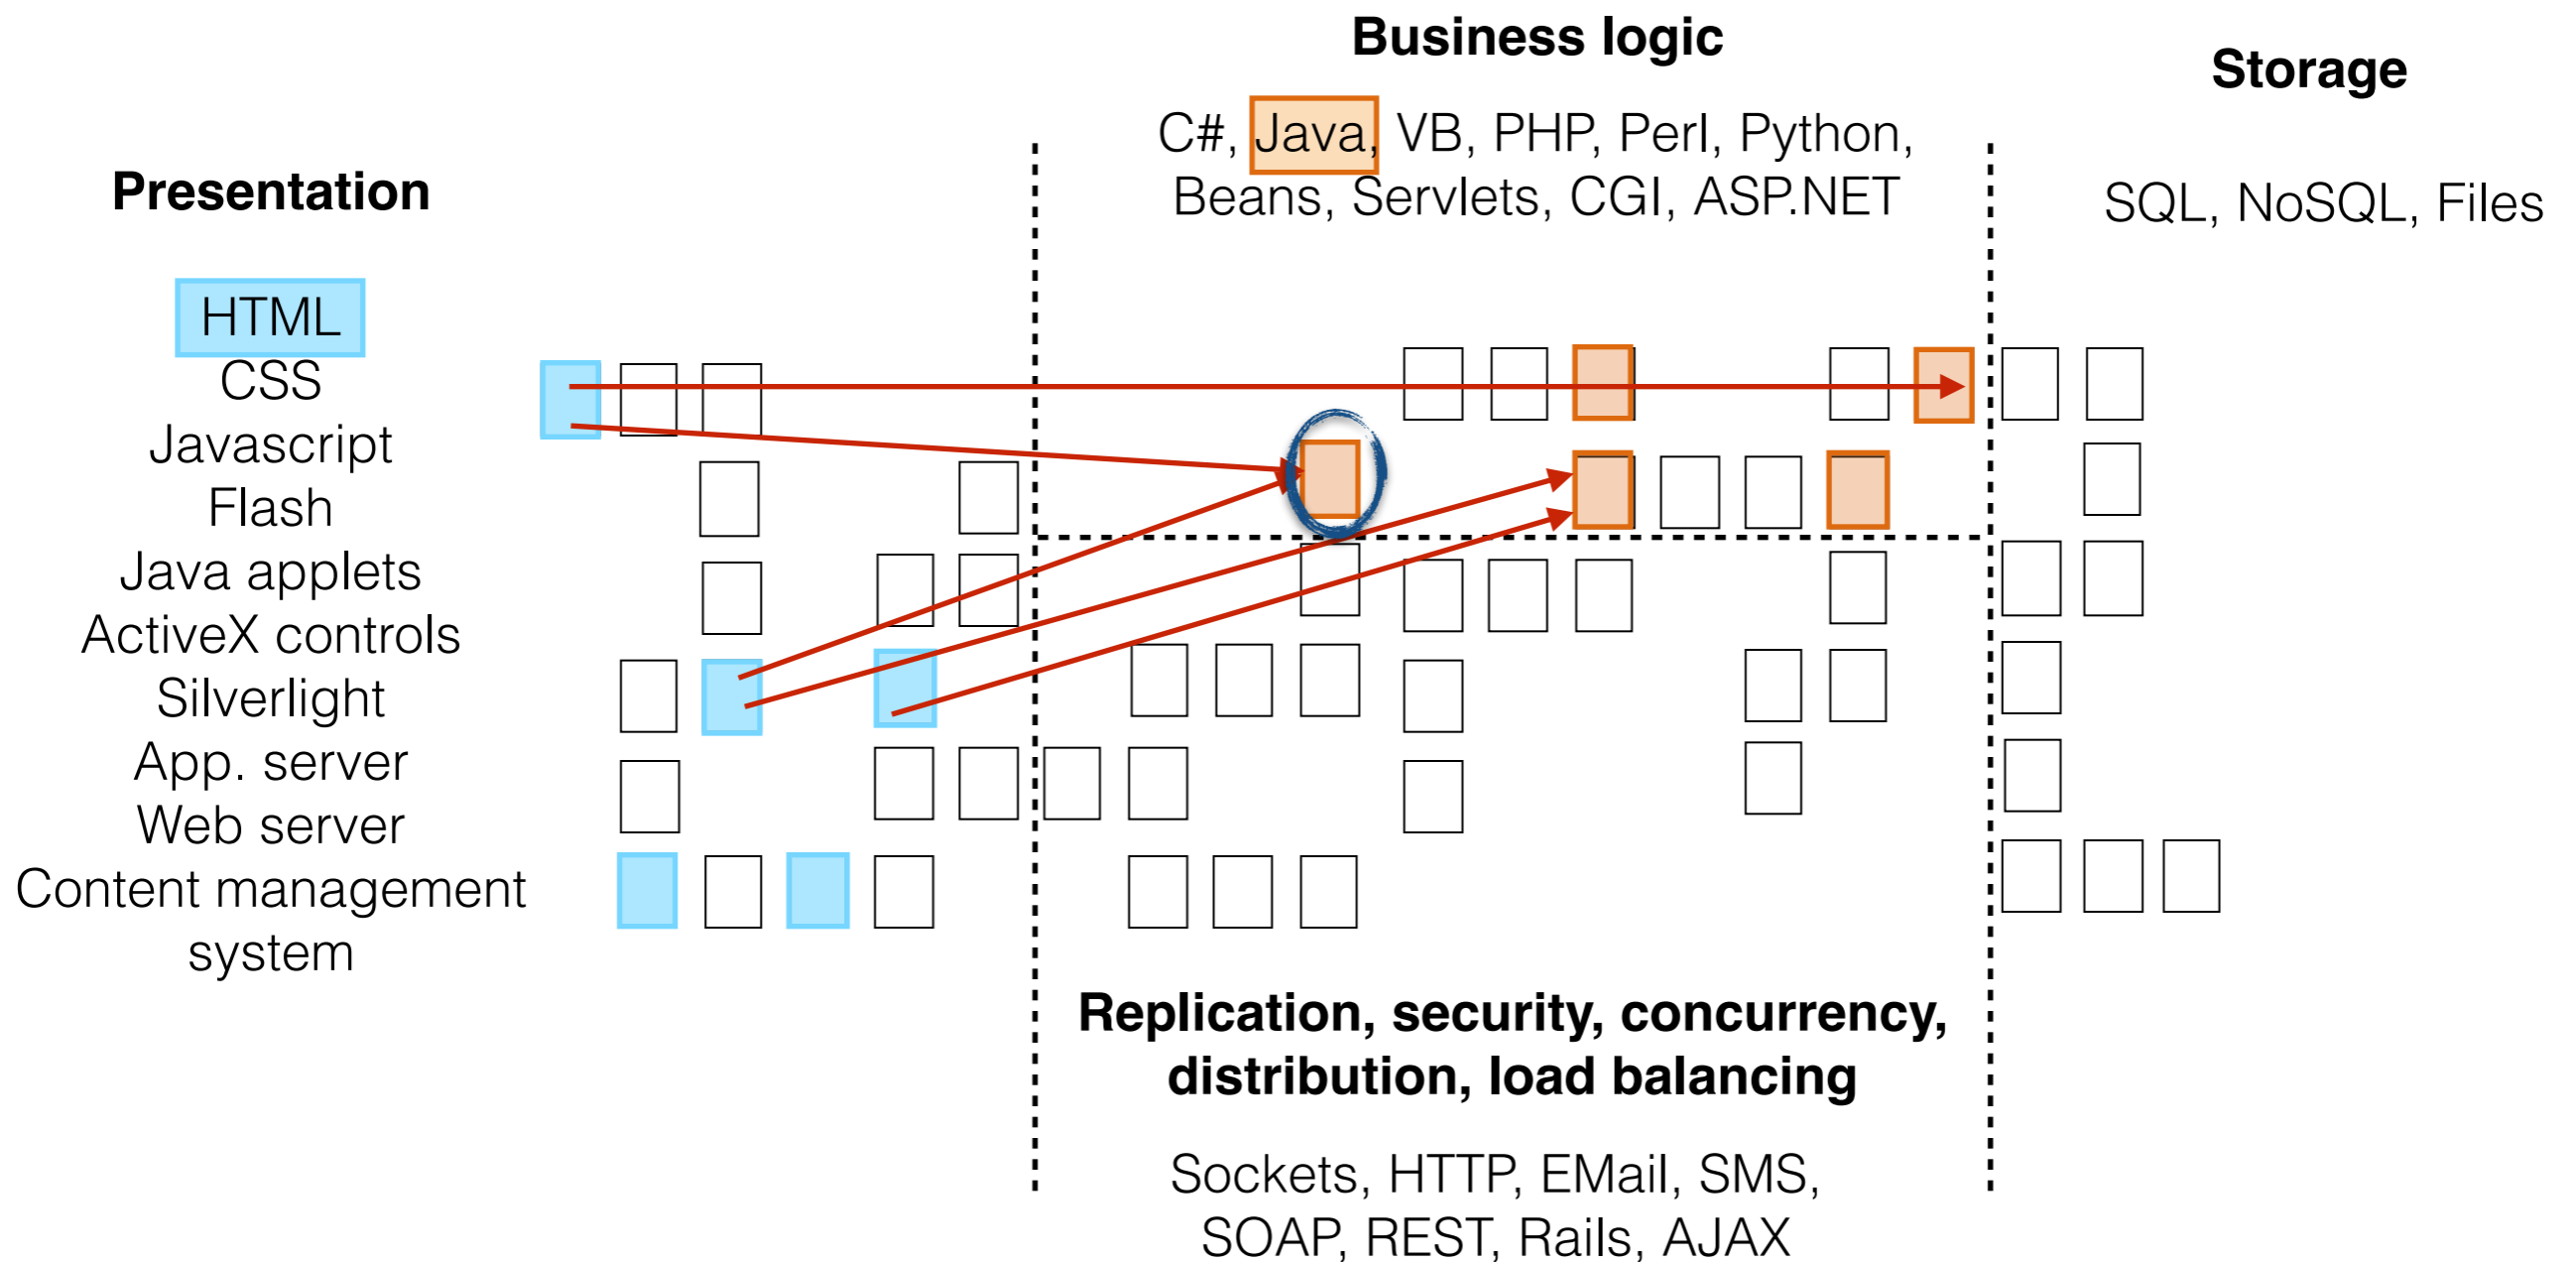 Business logic
C#, Java, VB, PHP, Perl, Python,
Beans, Servlets, CGI, ASP.NET
Storage
SQL, NoSQL, Files
Presentation
HTML
CSS
Javascript
Flash
Java applets
ActiveX controls
Silverlight
App. server
Web server
Content management
system
Replication, security, concurrency,
distribution, load balancing
Sockets, HTTP, EMail, SMS,
SOAP, REST, Rails, AJAX